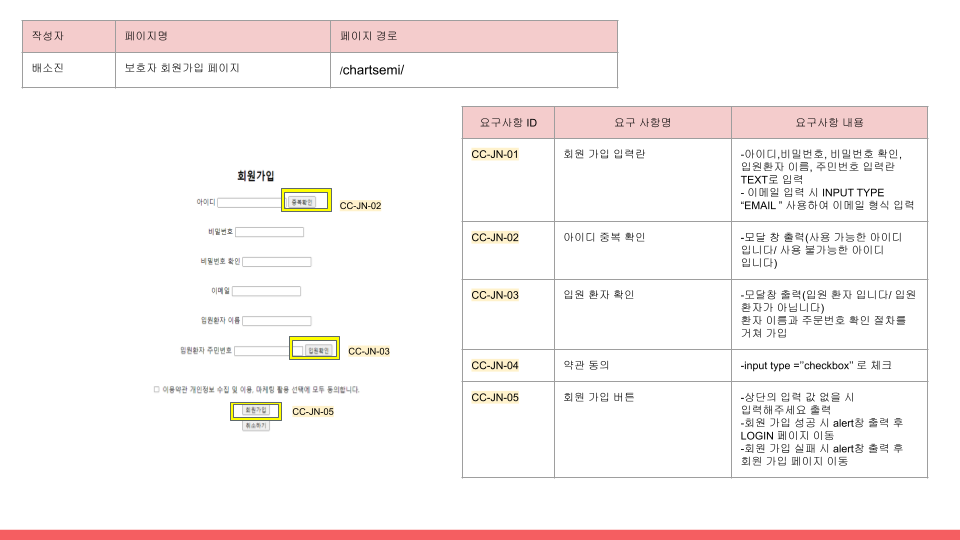 작성자
페이지명
페이지 경로
배소진
보호자 회원가입 페이지
/chartsemi/
회원가입
아이디
중복확인
CC-JN-02
비밀번호
비밀번호 확인
이메일
입원환자 이름
입원환자 주민번호
입원확인
CC-JN-03
이용약관 개인정보 수집 및 이용, 마케팅 활용 선택에 모두 동의합니다.
회원가입
CC-JN-05
취소하기
요구사항 ID
요구 사항명
요구사항 내용
CC-JN-01
회원 가입 입력란
-아이디,비밀번호, 비밀번호 확인,
입원환자 이름, 주민번호 입력란
TEXT로 입력
- 이메일 입력 시 INPUT TYPE
“EMAIL ” 사용하여 이메일 형식 입력
CC-JN-02
아이디 중복 확인
-모달 창 출력(사용 가능한 아이디
입니다/ 사용 불가능한 아이디
입니다)
CC-JN-03
입원 환자 확인
-모달창 출력(입원 환자 입니다/ 입원
환자가 아닙니다)
환자 이름과 주문번호 확인 절차를
거쳐 가입
CC-JN-04
약관 동의
-input type =”checkbox” 로 체크
CC-JN-05
회원 가입 버튼
-상단의 입력 값 없을 시
입력해주세요 출력
-회원 가입 성공 시 alert창 출력 후
LOGIN 페이지 이동
-회원 가입 실패 시 alert창 출력 후
회원 가입 페이지 이동